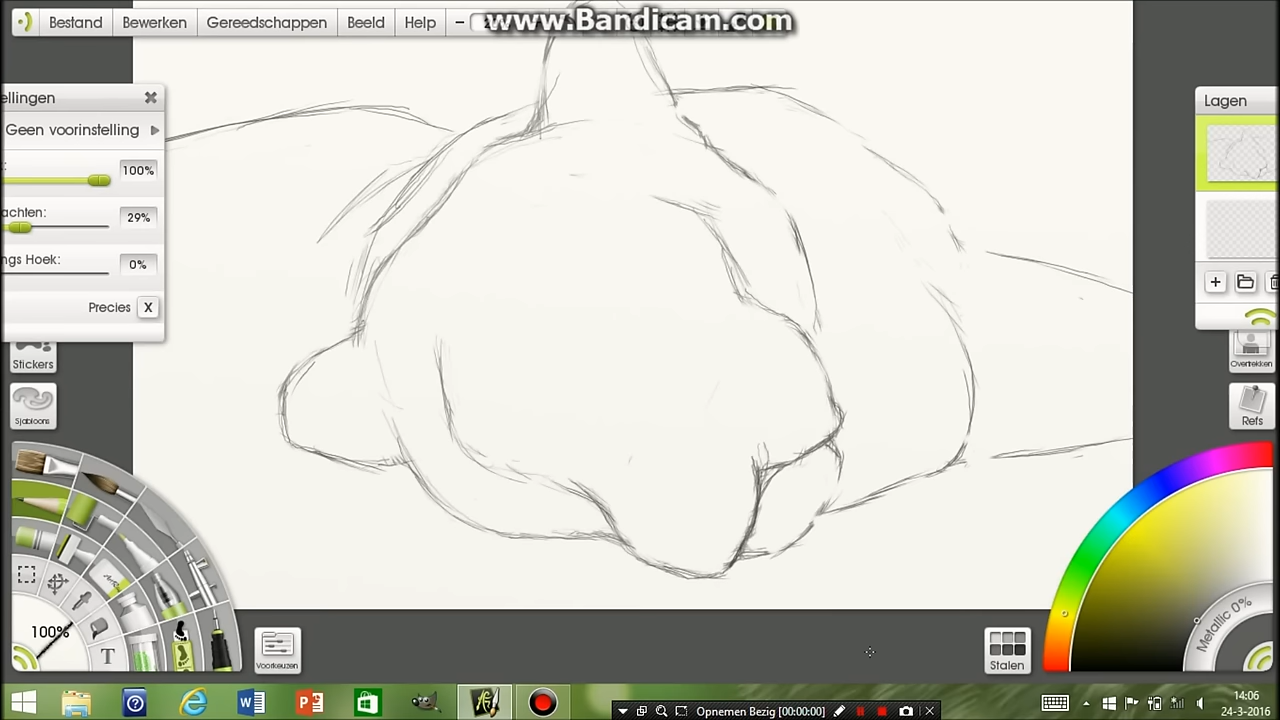 www.Bandicam.com
Bestand Bewerken Gereedschappen Beeld Help
ellingen
Geen voorinstelling
100%
achten:
29%
ngs Hoek:
0%
Precies X
Lagen
Stickers
Sjabloons
Overtrekken
Refs
100%
T
Voorkeuzen
Metallic 0%
Stalen
Opnemen Bezig [00:00:00]
14:06
24-3-2016